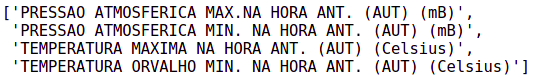 ['PRESSAO ATMOSFERICA MAX.NA HORA ANT. (AUT) (mB)',
'PRESSAO ATMOSFERICA MIN. NA HORA ANT. (AUT) (mB)',
'TEMPERATURA MAXIMA NA HORA ANT. (AUT) (Celsius)',
'TEMPERATURA ORVALHO MIN. NA HORA ANT. (AUT) (Celsius)']